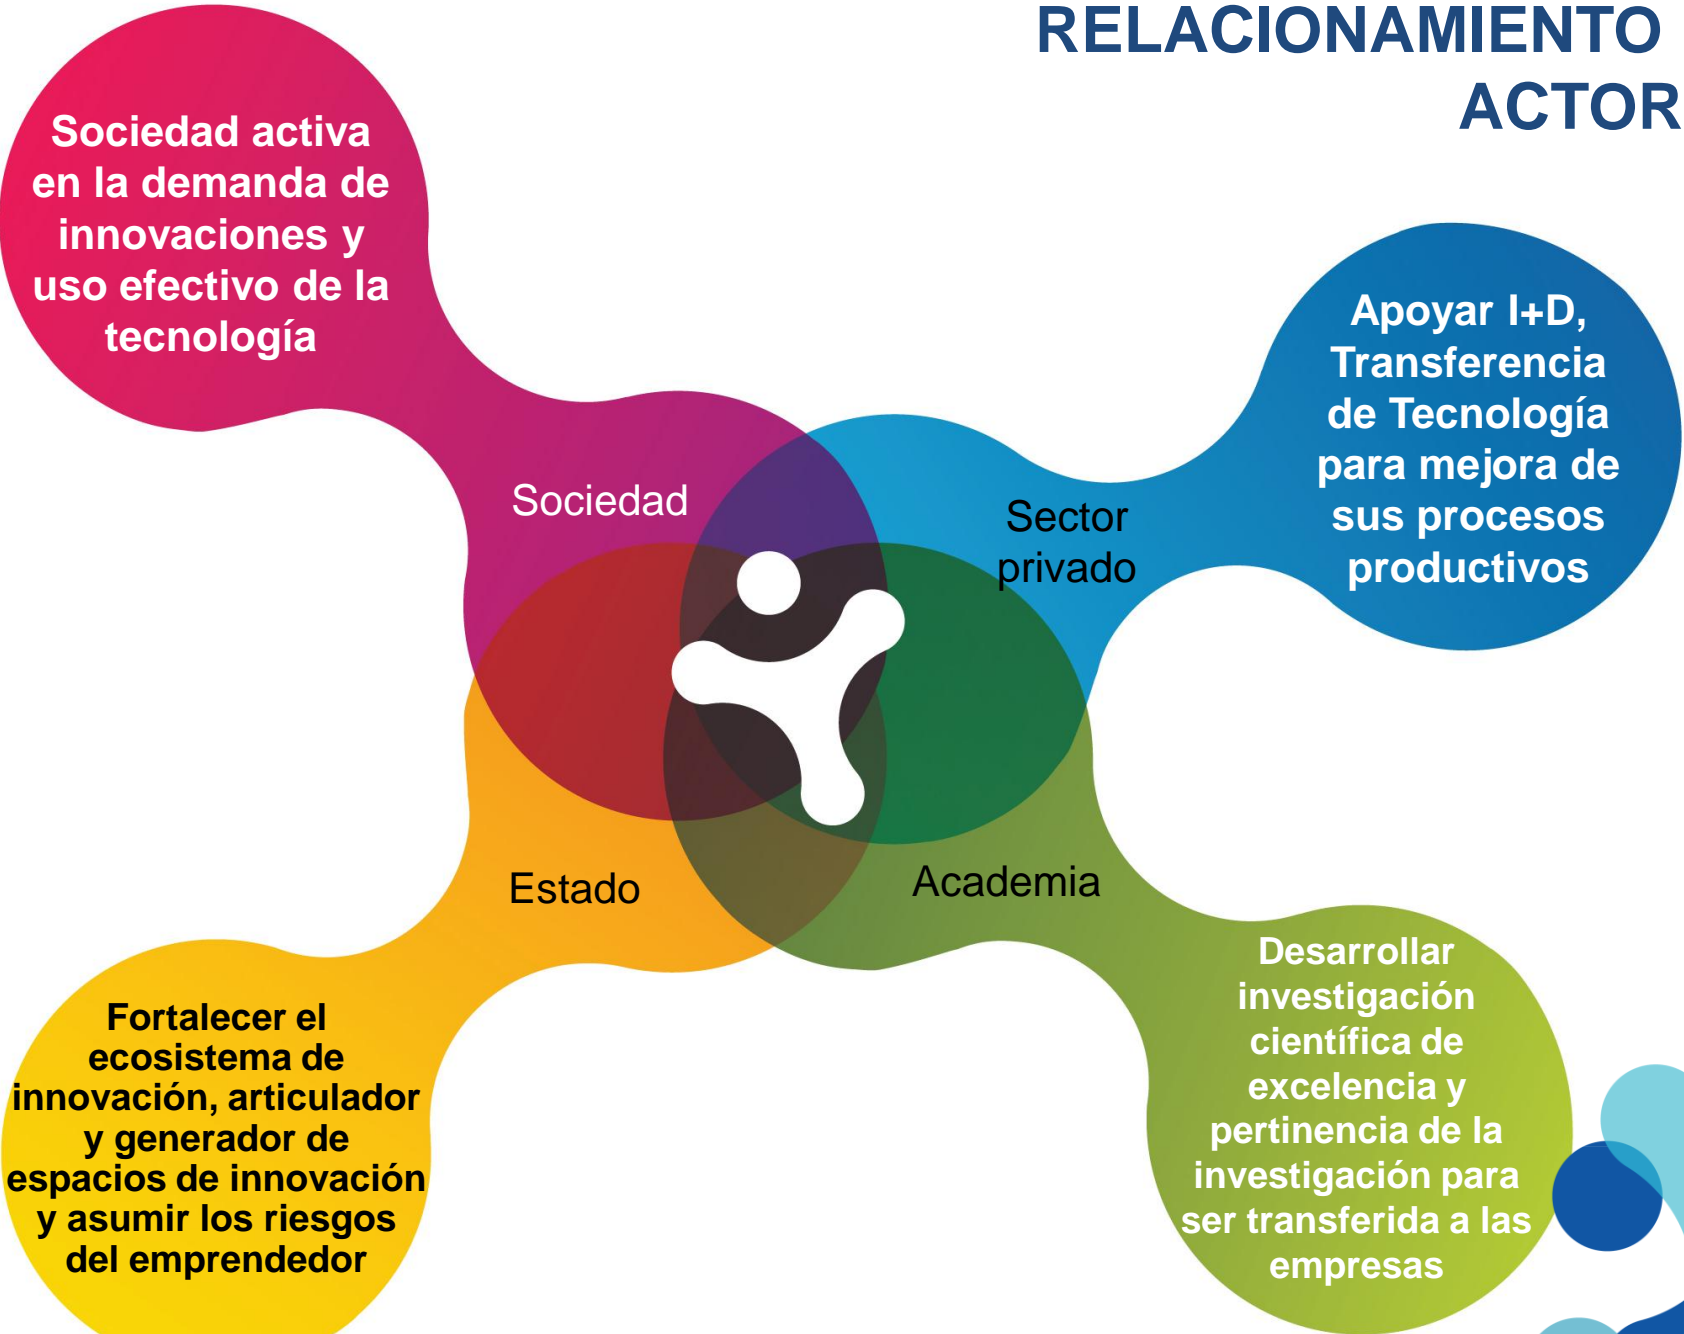 RELACIONAMIENTO
ACTOR
Sociedad activa
en la demanda de
innovaciones y
uso efectivo de la
tecnología
Apoyar I+D,
Transferencia
de Tecnología
para mejora de
sus procesos
productivos
Sociedad
Sector
privado
Estado
Academia
Fortalecer el
ecosistema de
innovación, articulador
y generador de
espacios de innovación
y asumir los riesgos
del emprendedor
Desarrollar
investigación
científica de
excelencia y
pertinencia de la
investigación para
ser transferida a las
empresas